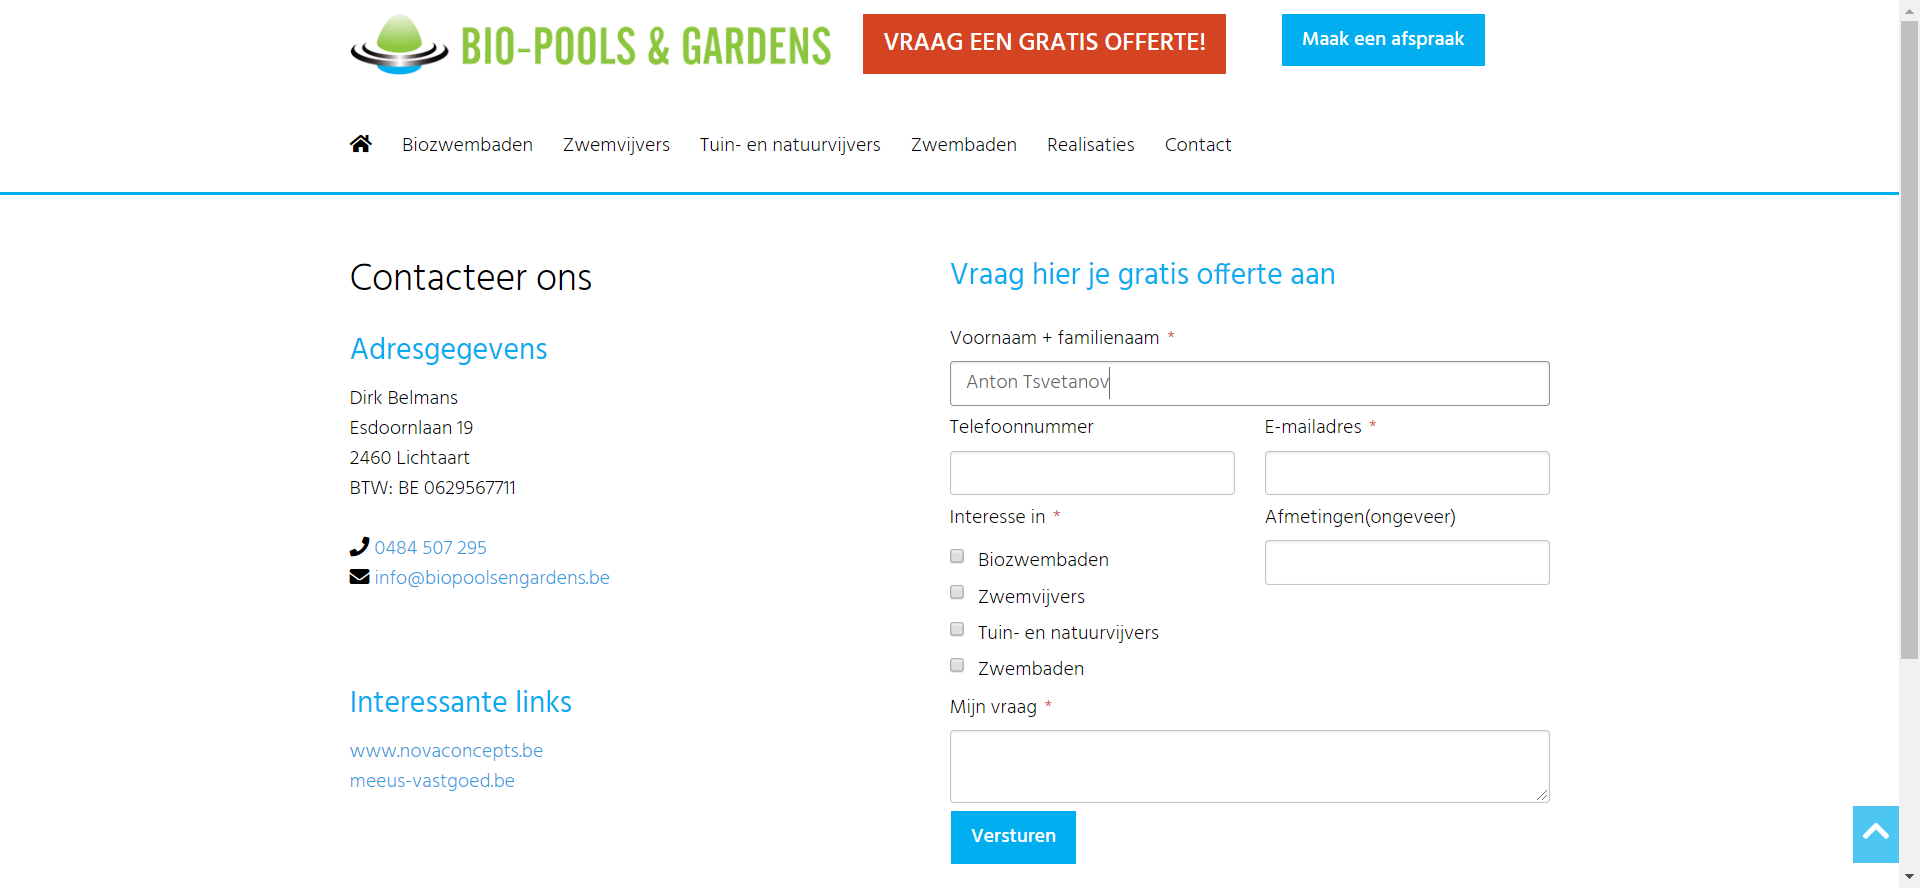 BIO-POOLS & GARDENS
VRAAG EEN GRATIS OFFERTE!
Maak een afspraak
Biozwembaden Zwemvijvers Tuin- en natuurvijvers Zwembaden Realisaties Contact
Contacteer ons
Adresgegevens
Dirk Belmans
Esdoornlaan 19
2460 Lichtaart
BTW: BE 0629567711
0484 507 295
info@biopoolsengardens.be
Interessante links
www.novaconcepts.be
meeus-vastgoed.be
Vraag hier je gratis offerte aan
Voornaam + familienaam *
Anton Tsvetanov
Telefoonnummer
E-mailadres *
Interesse in *
Afmetingen(ongeveer)
Biozwembaden
Zwemvijvers
Tuin- en natuurvijvers
Zwembaden
Mijn vraag *
Versturen